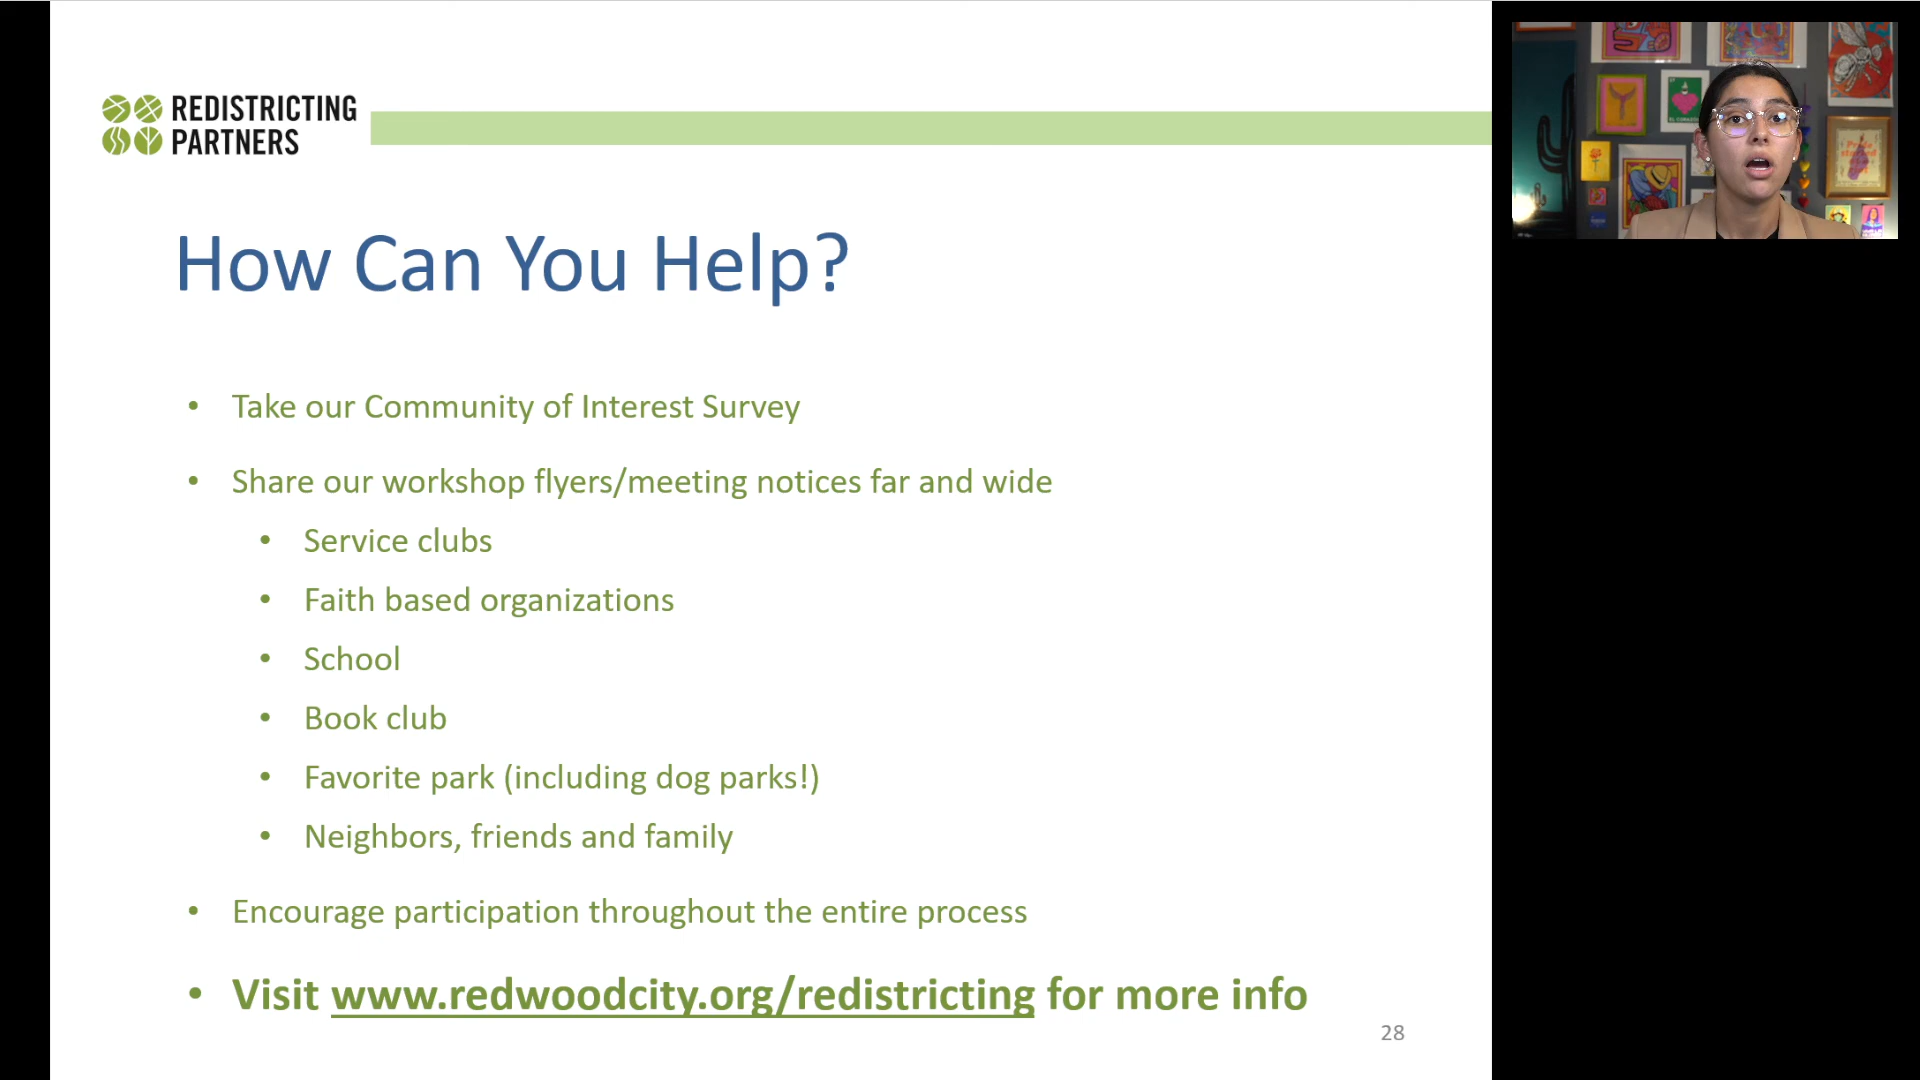 REDISTRICTING
PARTNERS
How Can You Help?
• Take our Community of Interest Survey
• Share our workshop flyers/meeting notices far and wide
• Service clubs
• Faith based organizations
• School
• Book club
• Favorite park (including dog parks!)
• Neighbors, friends and family
• Encourage participation throughout the entire process
• Visit www.redwoodcity.org/redistricting for more info
28